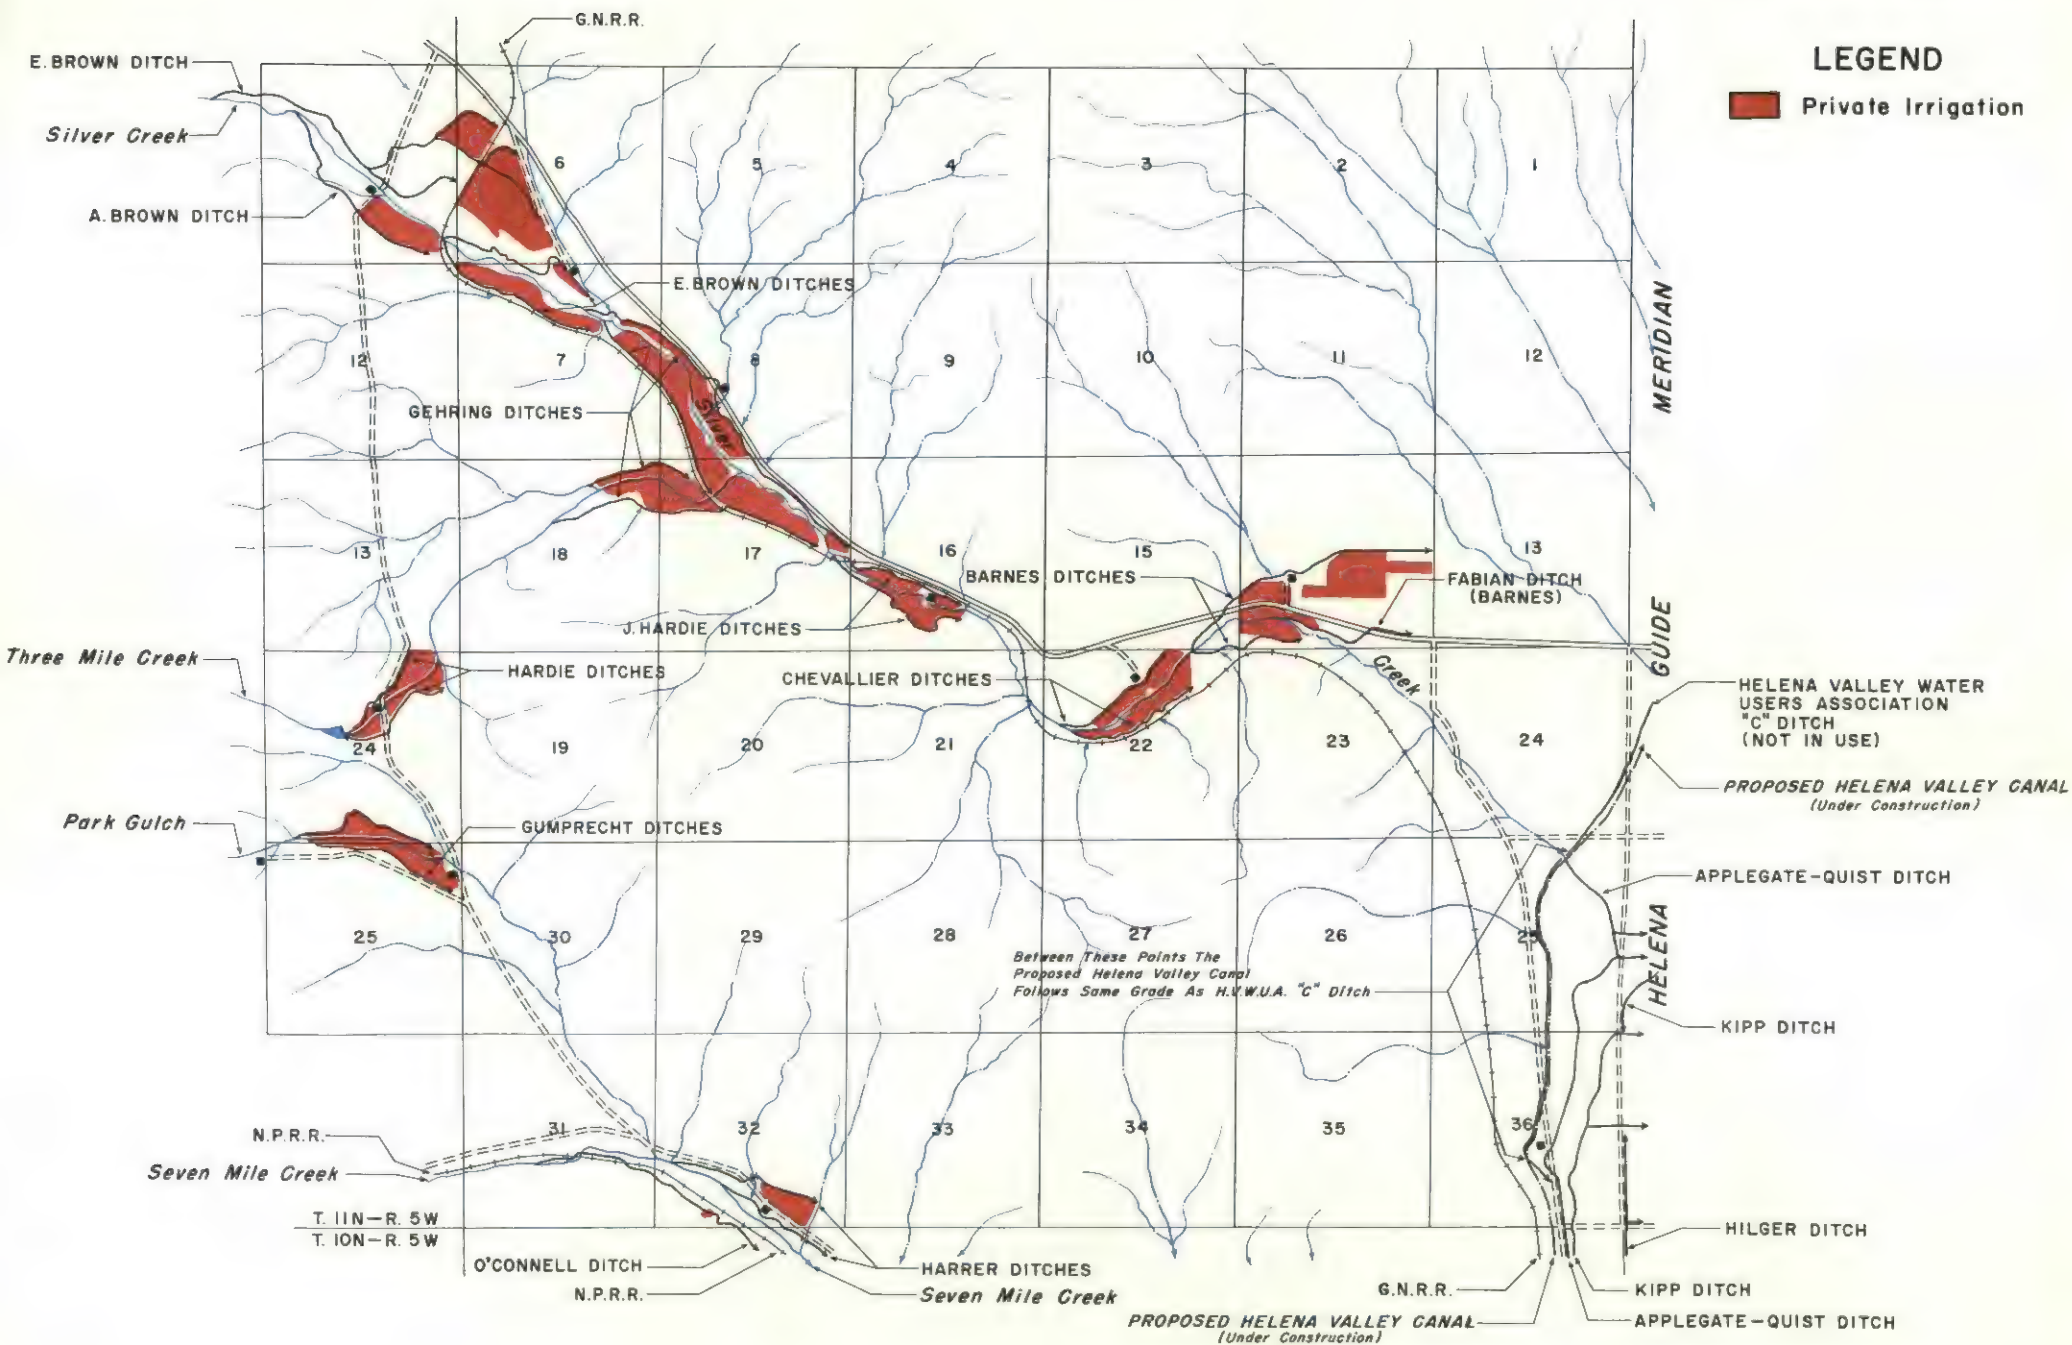 G.N.R.R.
LEGEND
Private Irrigation
E. BROWN DITCH
Silver Creek
A. BROWN DITCH
6
5
4
3
2
1
E. BROWN DITCHES
MERIDIAN
12
7
8
9
10
11
12
GEHRING DITCHES
Silver
13
18
17
16
15
13
BARNES DITCHES
FABIAN DITCH
(BARNES)
J. HARDIE DITCHES
GUIDE
Three Mile Creek
HARDIE DITCHES
CHEVALLIER DITCHES
Creek
HELENA VALLEY WATER
USERS ASSOCIATION
"C" DITCH
(NOT IN USE)
24
19
20
21
22
23
24
PROPOSED HELENA VALLEY CANAL
(Under Construction)
Park Gulch
GUMPRECHT DITCHES
APPLEGATE-QUIST DITCH
25
30
29
28
27
26
25
HELENA
Between These Points The
Proposed Helena Valley Canal
Follows Same Grade As H.V.W.U.A. "C" Ditch
KIPP DITCH
N.P.R.R.
31
32
33
34
35
36
Seven Mile Creek
T. 11N-R. 5W
T. 10N-R. 5W
HILGER DITCH
O'CONNELL DITCH
HARRER DITCHES
N.P.R.R.
Seven Mile Creek
G.N.R.R.
KIPP DITCH
PROPOSED HELENA VALLEY CANAL
(Under Construction)
APPLEGATE-QUIST DITCH